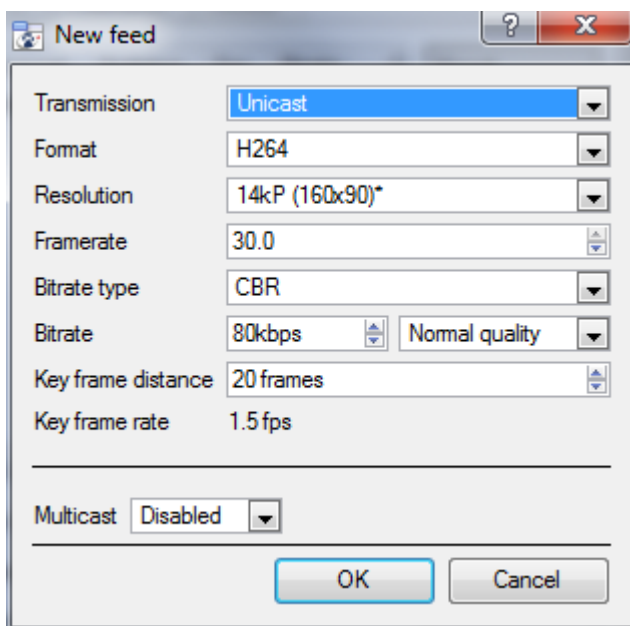 New feed ?
Transmission Unicast
Format H264
Resolution 14kP (160x90)*
Framerate 30.0
Bitrate type CBR
Bitrate 80kbps Normal quality
Key frame distance 20 frames
Key frame rate 1.5 fps
Multicast Disabled
OK Cancel